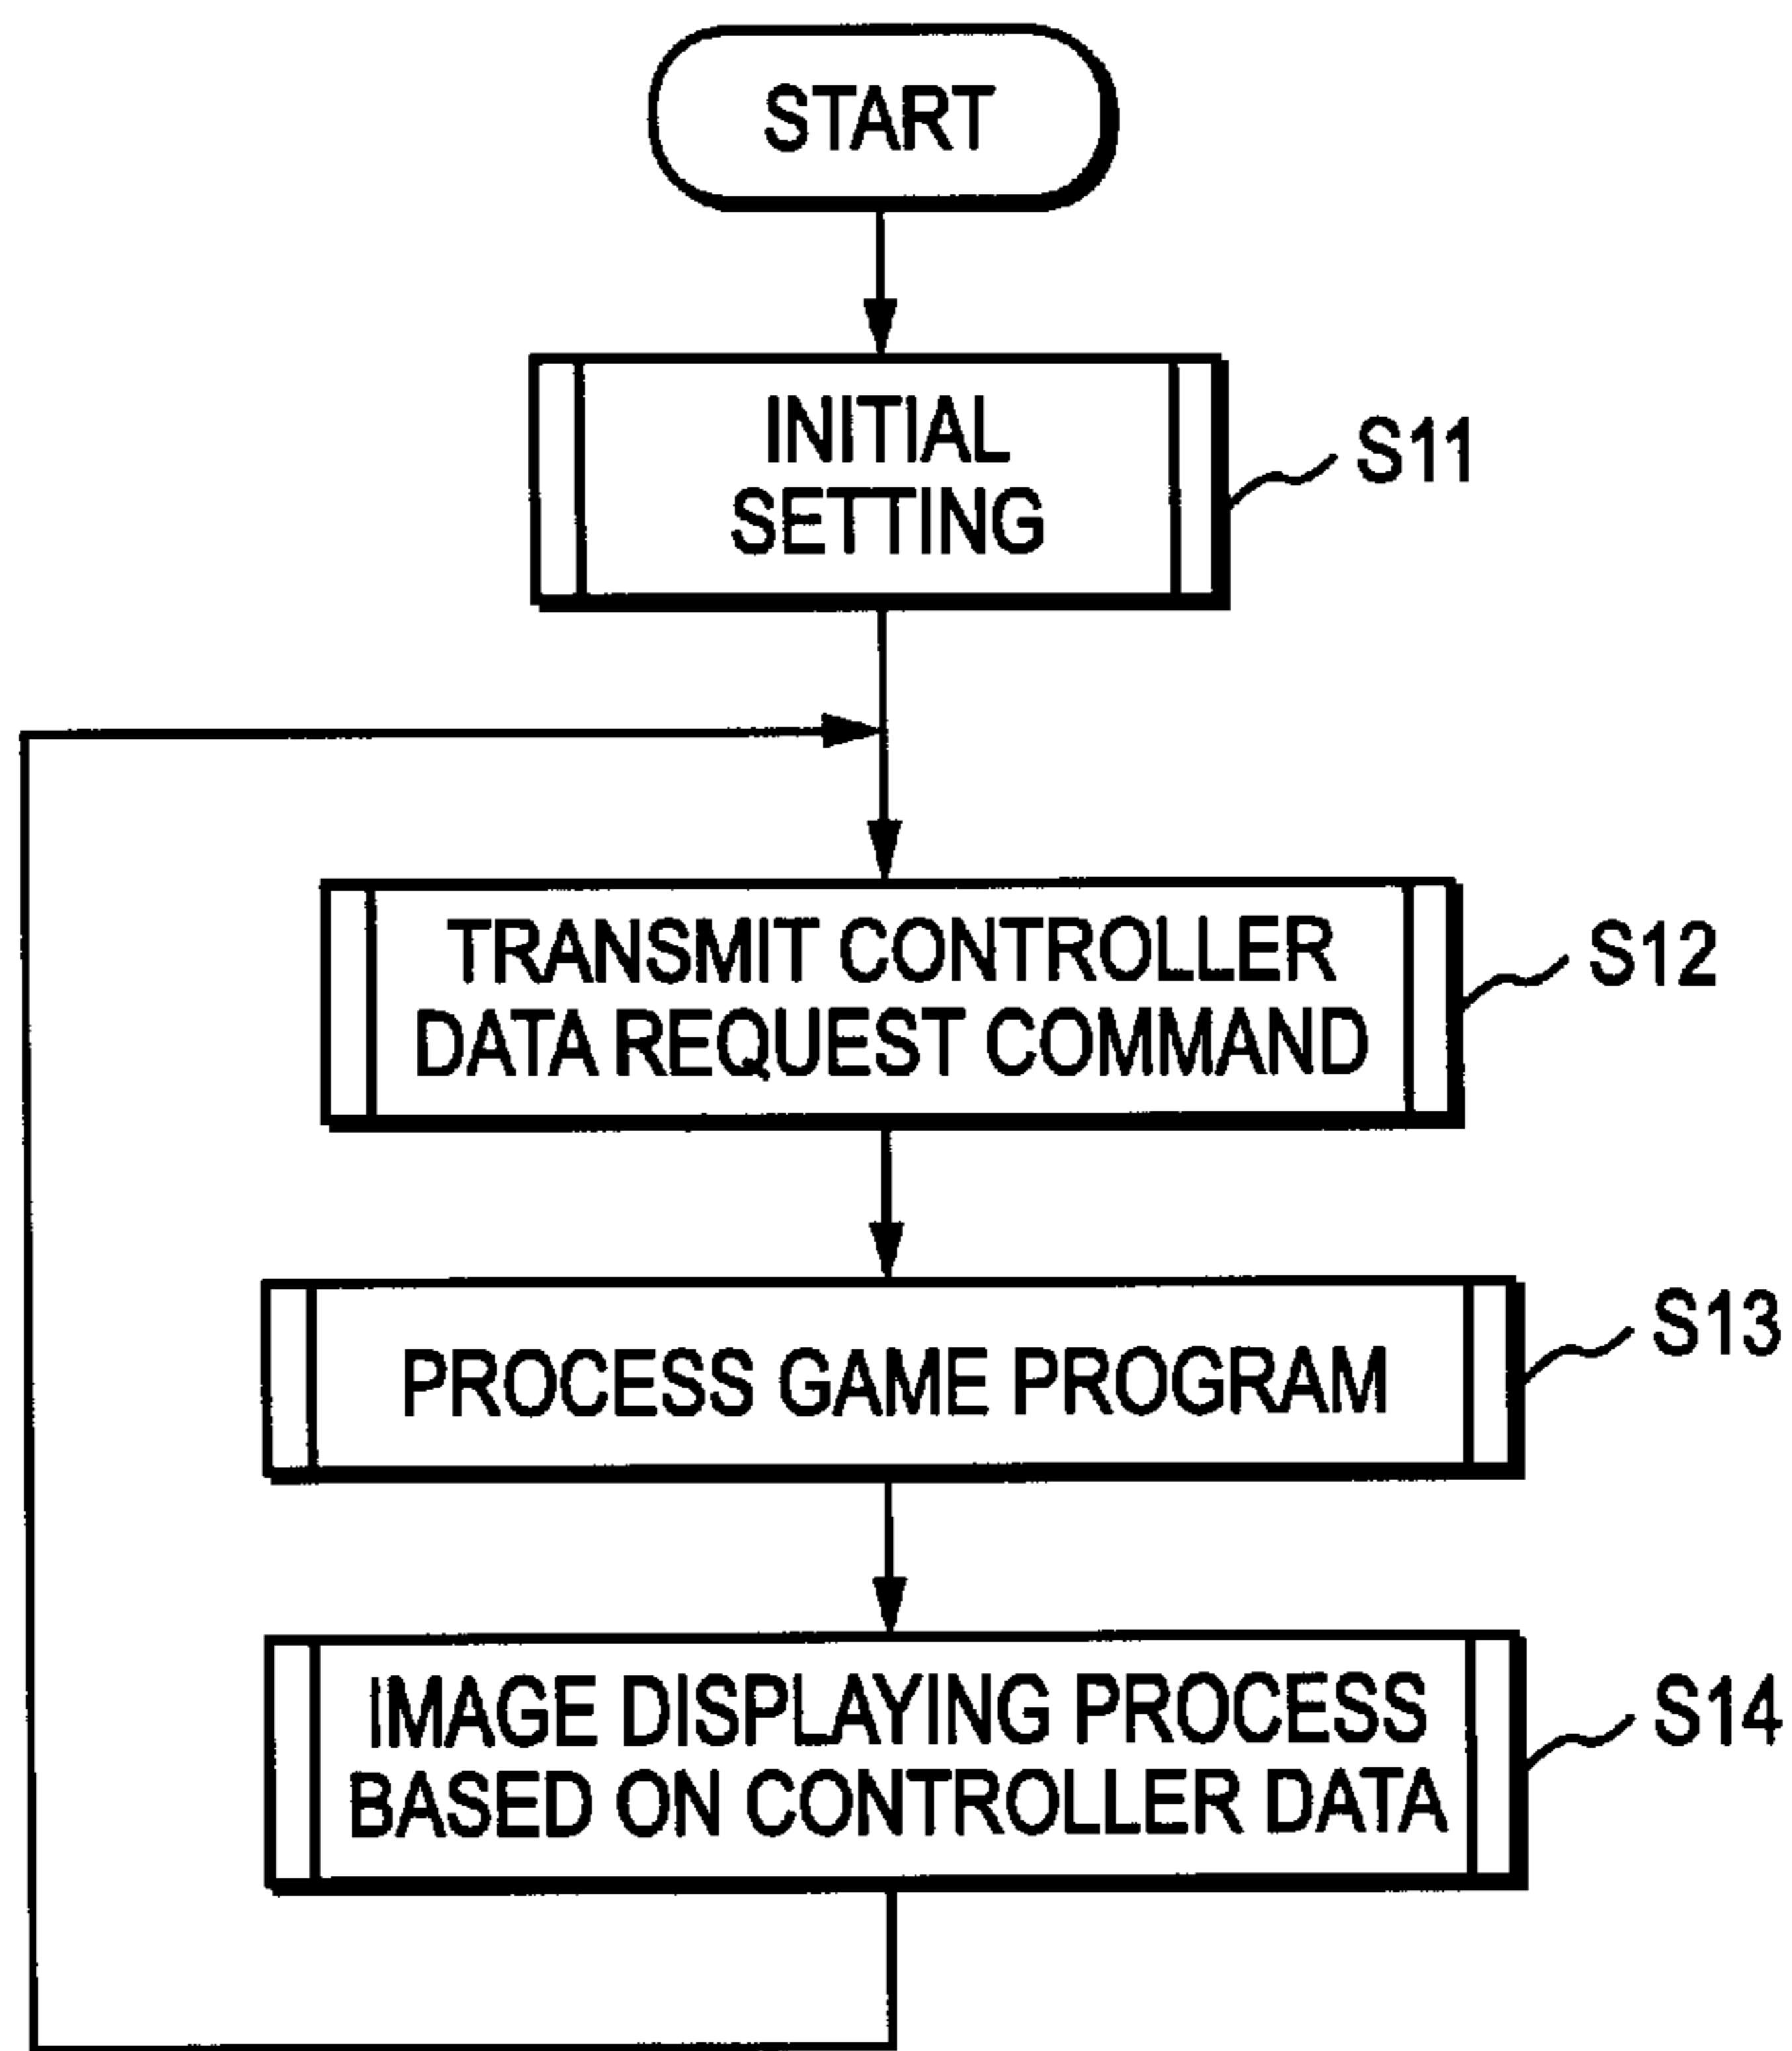 START
INITIAL
SETTING
S11
TRANSMIT CONTROLLER
DATA REQUEST COMMAND
S12
PROCESS GAME PROGRAM
S13
IMAGE DISPLAYING PROCESS
BASED ON CONTROLLER DATA
S14